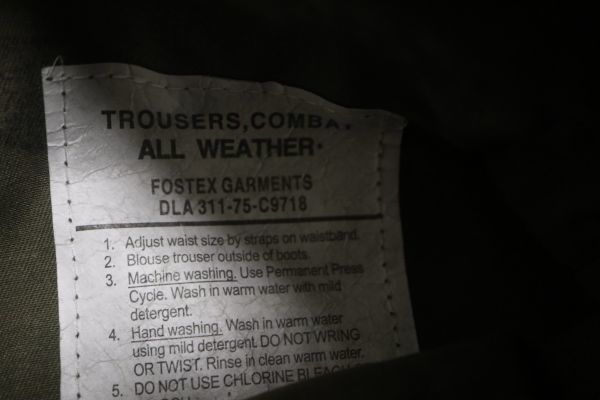 TROUSERS, COMBAT
ALL WEATHER.
FOSTEX GARMENTS
DLA 311-75-C9718
1. Adjust waist size by straps on waistband.
2. Blouse trouser outside of boots.
3. Machine washing. Use Permanent Press
Cycle. Wash in warm water with mild
detergent.
4. Hand washing. Wash in warm water
using mild detergent. DO NOT WRING
OR TWIST. Rinse in clean warm water.
5. DO NOT USE CHLORINE BLEACH